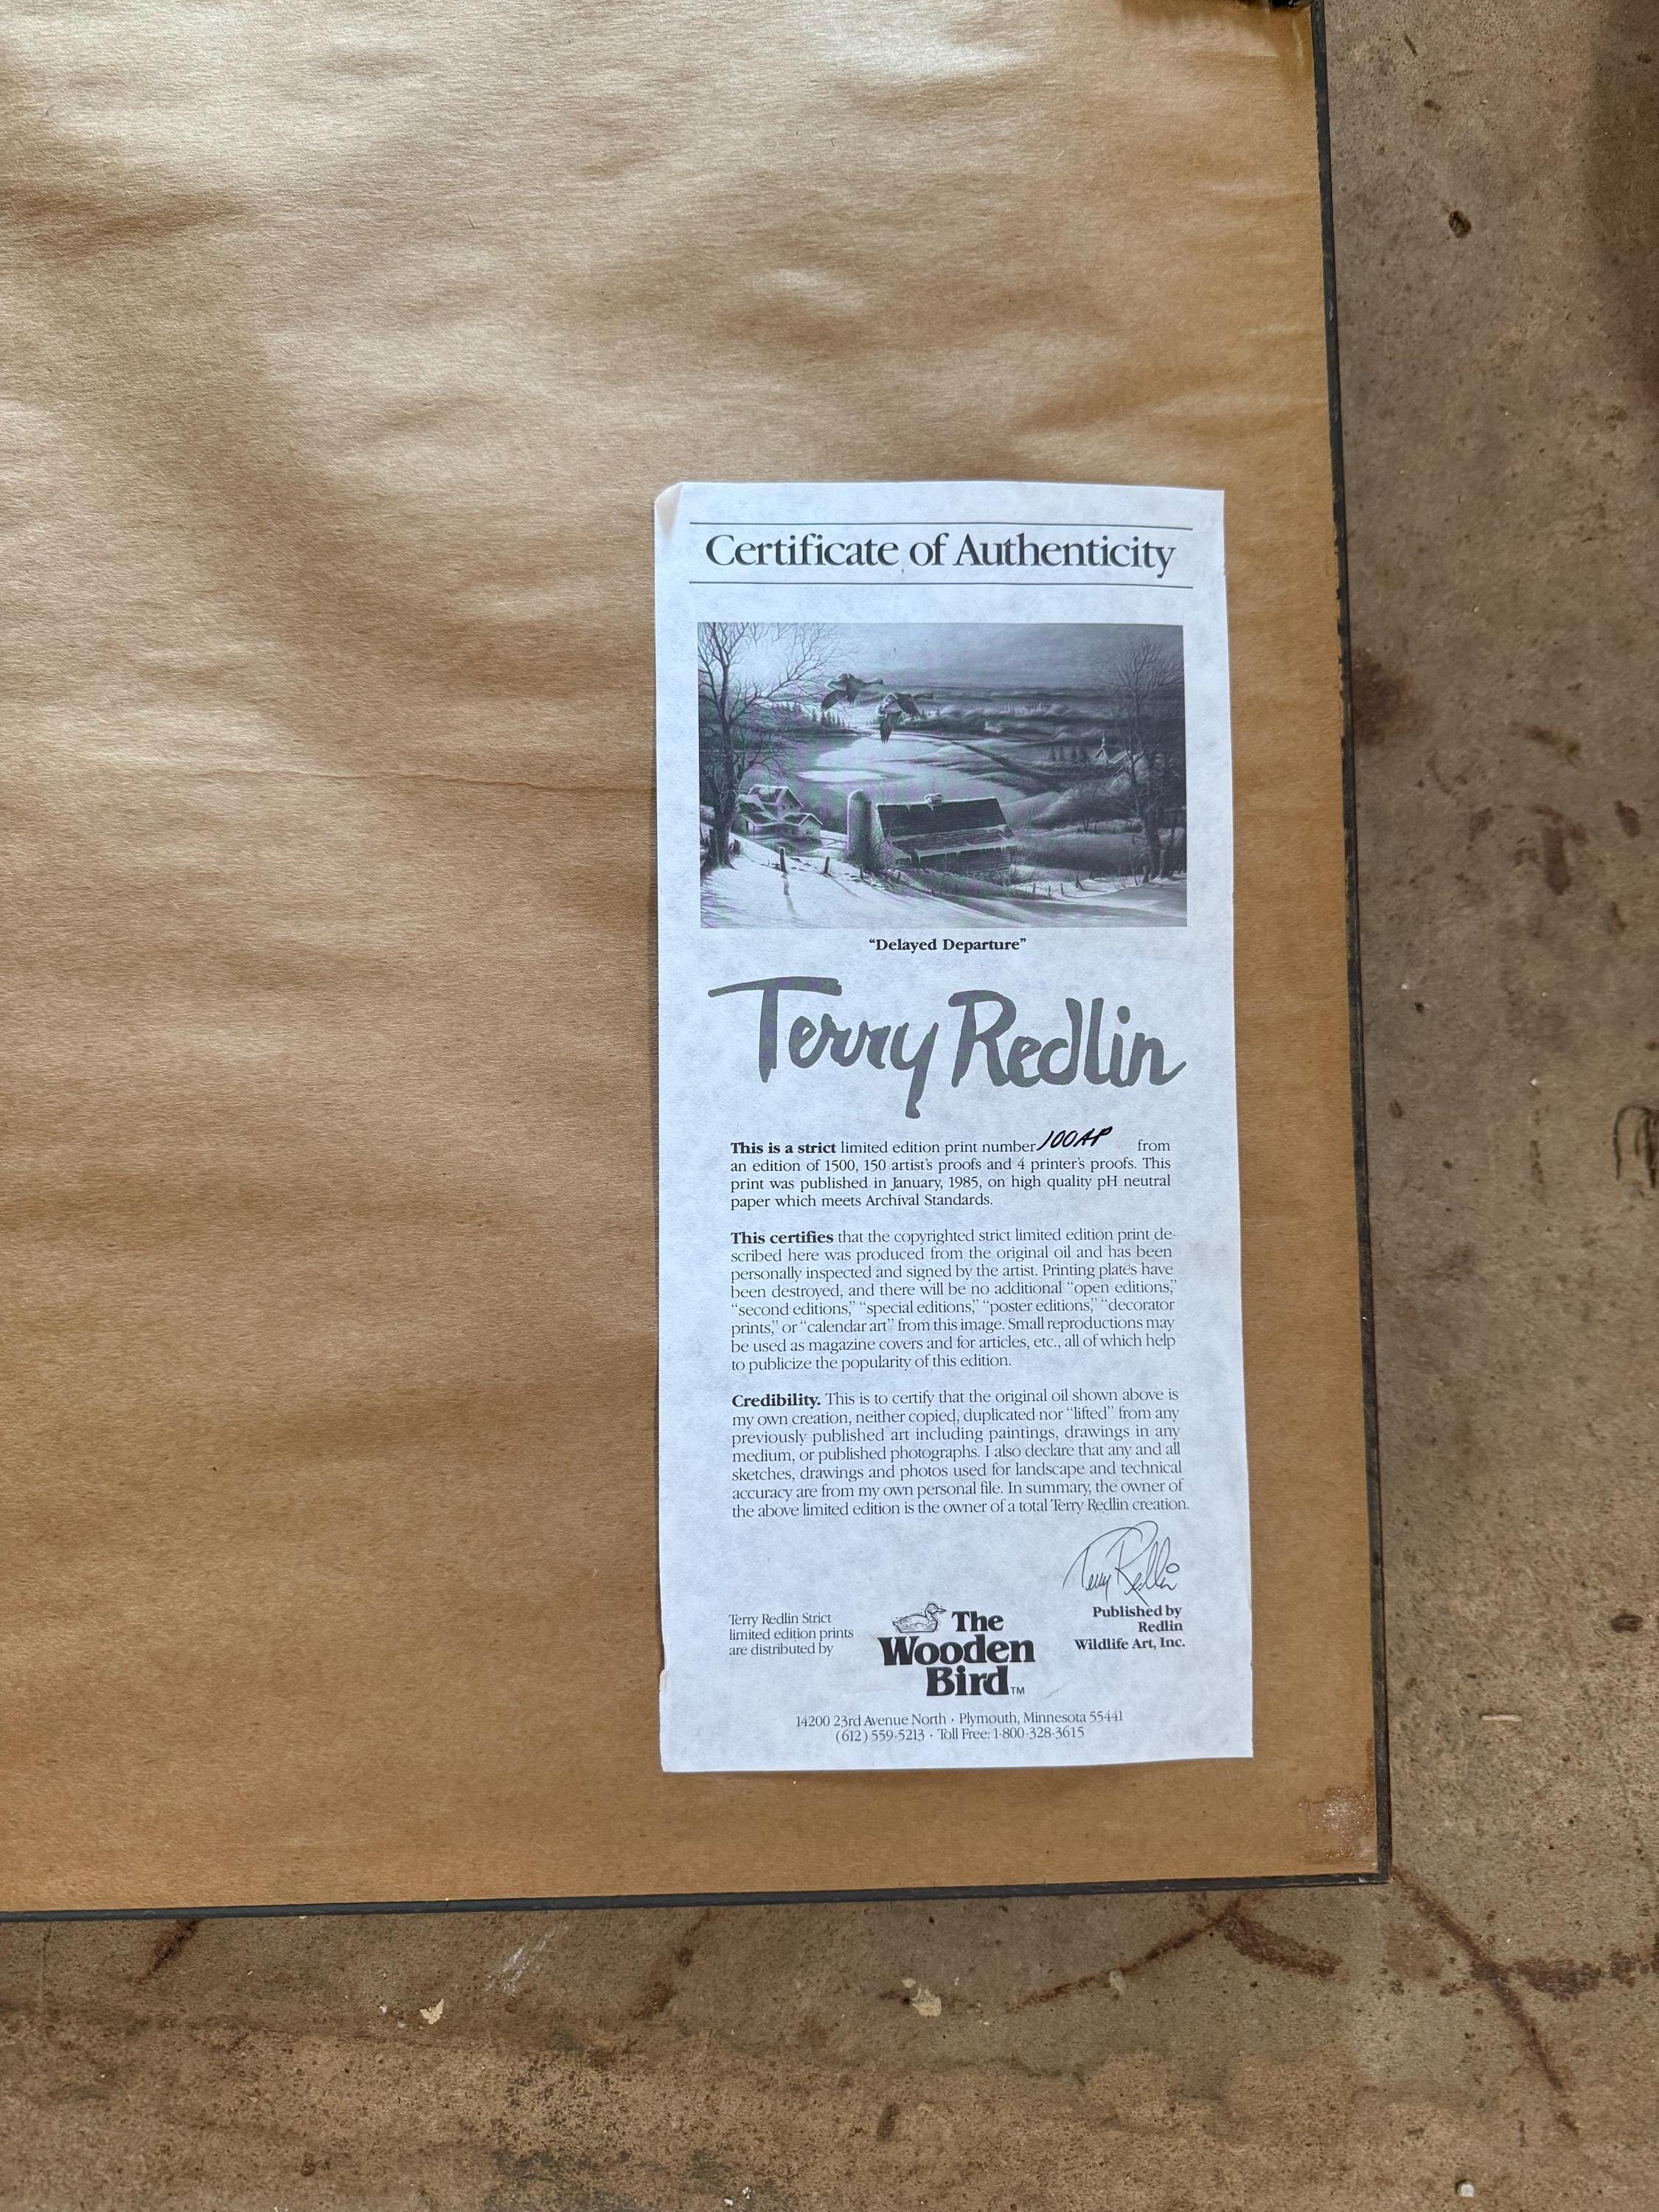 Certificate of Authenticity
“Delayed Departure”
Terry Redlin
This is a strict limited edition print number 100AP from
an edition of 1500, 150 artist's proofs and 4 printer's proofs. This
print was published in January, 1985, on high quality pH neutral
paper which meets Archival Standards.
This certifies that the copyrighted strict limited edition print de-
scribed here was produced from the original oil and has been
personally inspected and signed by the artist. Printing plates have
been destroyed, and there will be no additional “open editions,”
“second editions,” “special editions,” “poster editions,” “decorator
prints,” or “calendar art” from this image. Small reproductions may
be used as magazine covers and for articles, etc., all of which help
to publicize the popularity of this edition.
Credibility. This is to certify that the original oil shown above is
my own creation, neither copied, duplicated nor “lifted” from any
previously published art including paintings, drawings in any
medium, or published photographs. I also declare that any and all
sketches, drawings and photos used for landscape and technical
accuracy are from my own personal file. In summary, the owner of
the above limited edition is the owner of a total Terry Redlin creation.
Terry Redlin
Published by
Redlin
Wildlife Art, Inc.
Terry Redlin Strict
limited edition prints
are distributed by
The
Wooden
Bird™
14200 23rd Avenue North · Plymouth, Minnesota 55441
(612) 559-5213 · Toll Free: 1-800-328-3615